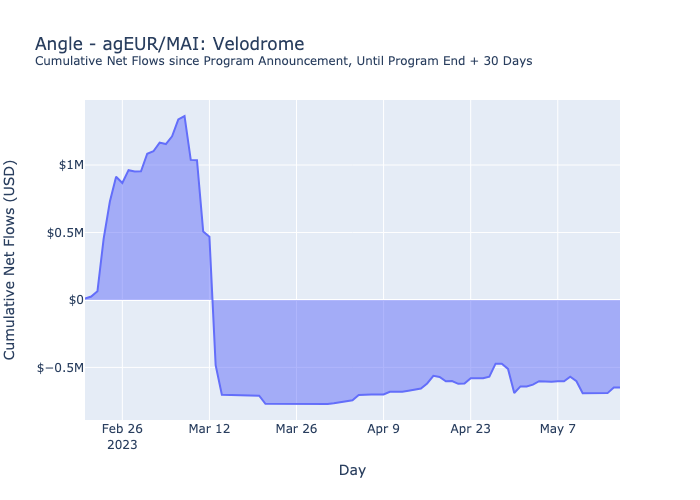 Angle - agEUR/MAI: Velodrome
Cumulative Net Flows since Program Announcement, Until Program End + 30 Days
Cumulative Net Flows (USD)
$1M
$0.5M
$0
$−0.5M
Feb 26
2023
Mar 12
Mar 26
Apr 9
Apr 23
May 7
Day